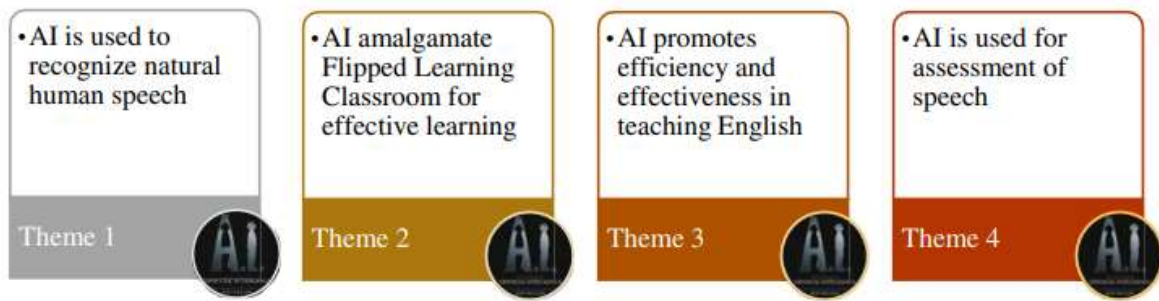 • AI is used to
recognize natural
human speech
Theme 1
A.I.
• AI amalgamate
Flipped Learning
Classroom for
effective learning
Theme 2
A.I.
• AI promotes
efficiency and
effectiveness in
teaching English
Theme 3
A.I.
• AI is used for
assessment of
speech
Theme 4
A.I.